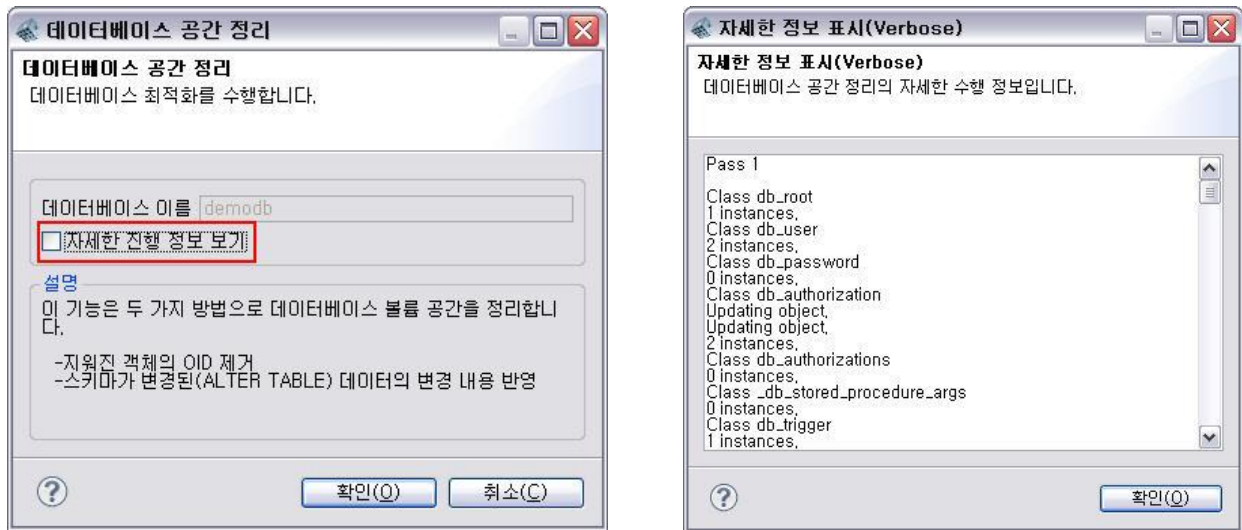 데이터베이스 공간 정리
데이터베이스 공간 정리
데이터베이스 최적화를 수행합니다.
데이터베이스 이름 demodb
자세한 진행 정보 보기
설명
이 기능은 두 가지 방법으로 데이터베이스 볼륨 공간을 정리합니
다.
-지워진 객체의 OID 제거
-스키마가 변경된(ALTER TABLE) 데이터의 변경 내용 반영
확인(O)
취소(C)
자세한 정보 표시(Verbose)
자세한 정보 표시(Verbose)
데이터베이스 공간 정리의 자세한 수행 정보입니다.
Pass 1
Class db_root
1 instances.
Class db_user
2 instances.
Class db_password
0 instances.
Class db_authorization
Updating object.
Updating object.
2 instances.
Class db_authorizations
0 instances.
Class _db_stored_procedure_args
0 instances.
Class db_trigger
1 instances.
확인(O)